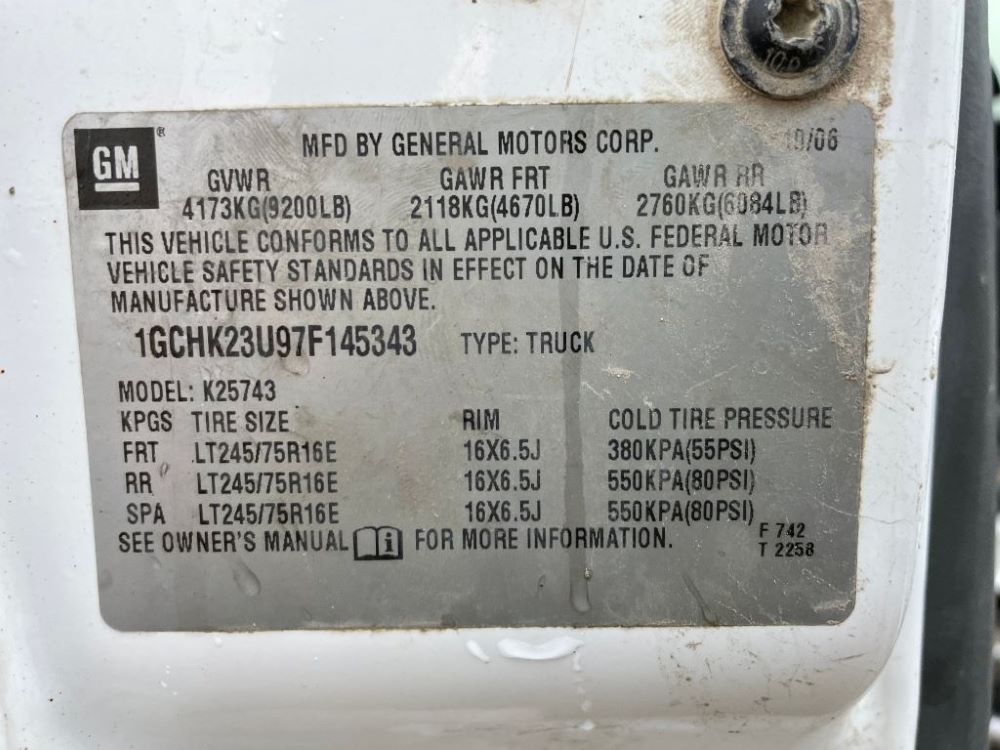 GM ®
MFD BY GENERAL MOTORS CORP. 10/06
GVWR GAWR FRT GAWR RR
4173KG(9200LB) 2118KG(4670LB) 2760KG(6084LB)
THIS VEHICLE CONFORMS TO ALL APPLICABLE U.S. FEDERAL MOTOR
VEHICLE SAFETY STANDARDS IN EFFECT ON THE DATE OF
MANUFACTURE SHOWN ABOVE.
1GCHK23U97F145343 TYPE: TRUCK
MODEL: K25743
KPGS TIRE SIZE RIM COLD TIRE PRESSURE
FRT LT245/75R16E 16X6.5J 380KPA(55PSI)
RR LT245/75R16E 16X6.5J 550KPA(80PSI)
SPA LT245/75R16E 16X6.5J 550KPA(80PSI)
SEE OWNER'S MANUAL i FOR MORE INFORMATION.
F 742
T 2258